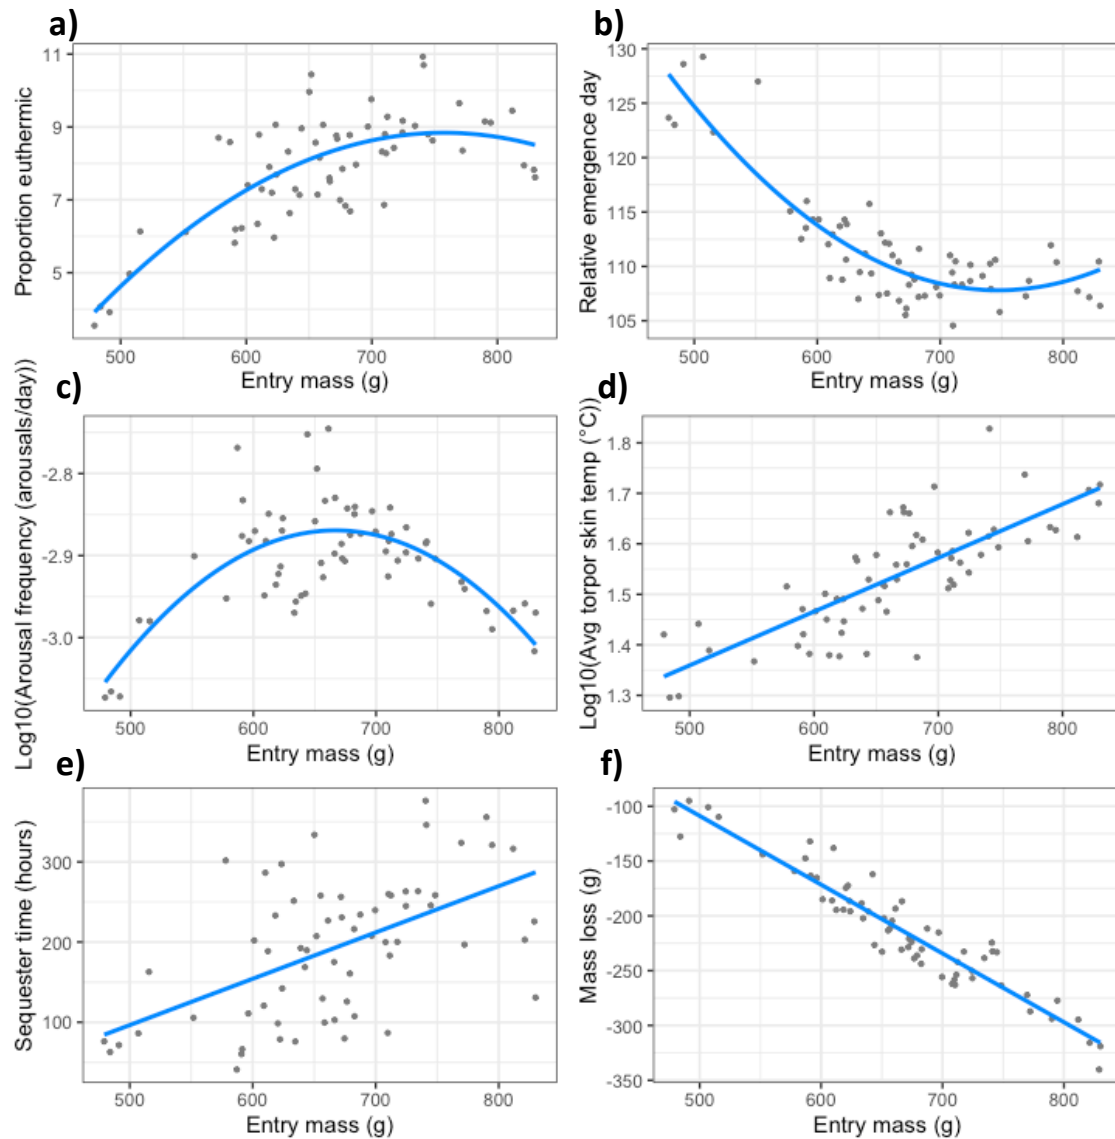 a)
Proportion euthermic
11
9
7
5
500 600 700 800
Entry mass (g)
b)
Relative emergence day
130
125
120
115
110
105
500 600 700 800
Entry mass (g)
c)
Log10(Arousal frequency (arousals/day))
-2.8
-2.9
-3.0
500 600 700 800
Entry mass (g)
d)
Log10(Avg torpor skin temp (°C))
1.8
1.7
1.6
1.5
1.4
1.3
500 600 700 800
Entry mass (g)
e)
Sequester time (hours)
300
200
100
500 600 700 800
Entry mass (g)
f)
Mass loss (g)
-100
-150
-200
-250
-300
-350
500 600 700 800
Entry mass (g)